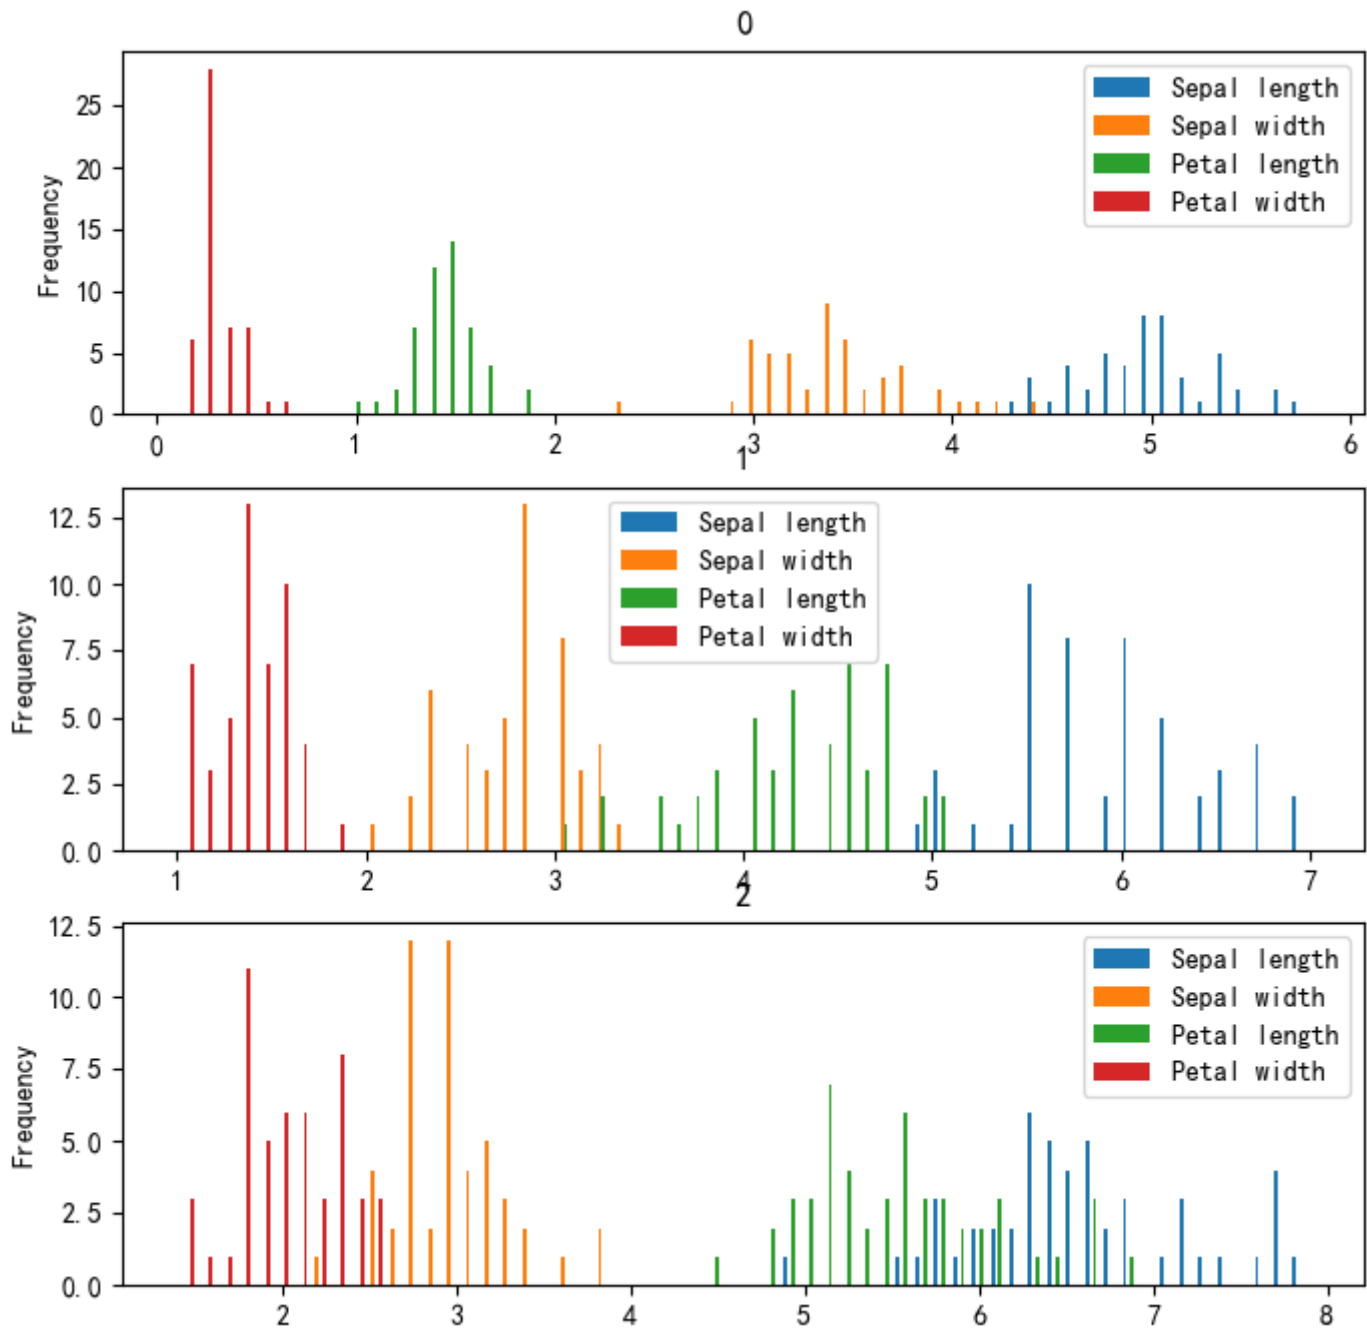 0
Frequency
25
20
15
10
5
0
Sepal length
Sepal width
Petal length
Petal width
0 1 2 3 4 5 6
1
Frequency
12.5
10.0
7.5
5.0
2.5
0.0
Sepal length
Sepal width
Petal length
Petal width
1 2 3 4 5 6 7
2
Frequency
12.5
10.0
7.5
5.0
2.5
0.0
Sepal length
Sepal width
Petal length
Petal width
2 3 4 5 6 7 8